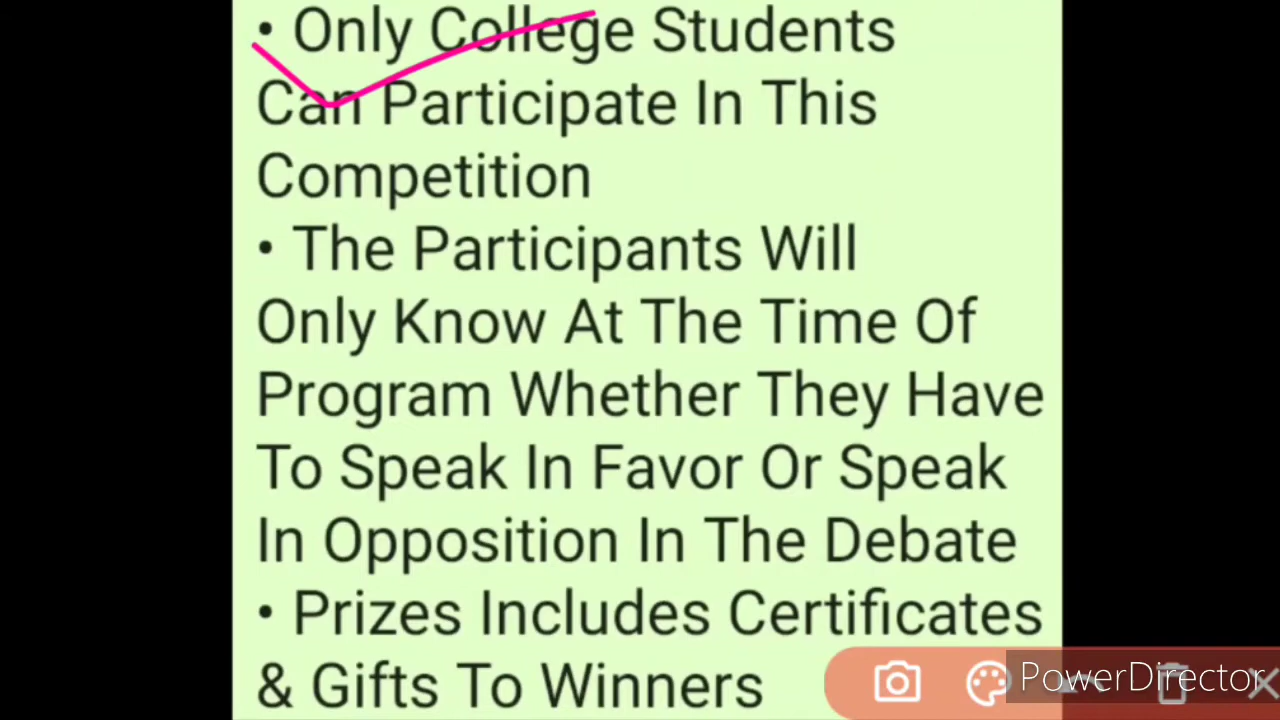 • Only College Students
Can Participate In This
Competition
• The Participants Will
Only Know At The Time Of
Program Whether They Have
To Speak In Favor Or Speak
In Opposition In The Debate
• Prizes Includes Certificates
& Gifts To Winners
PowerDirector